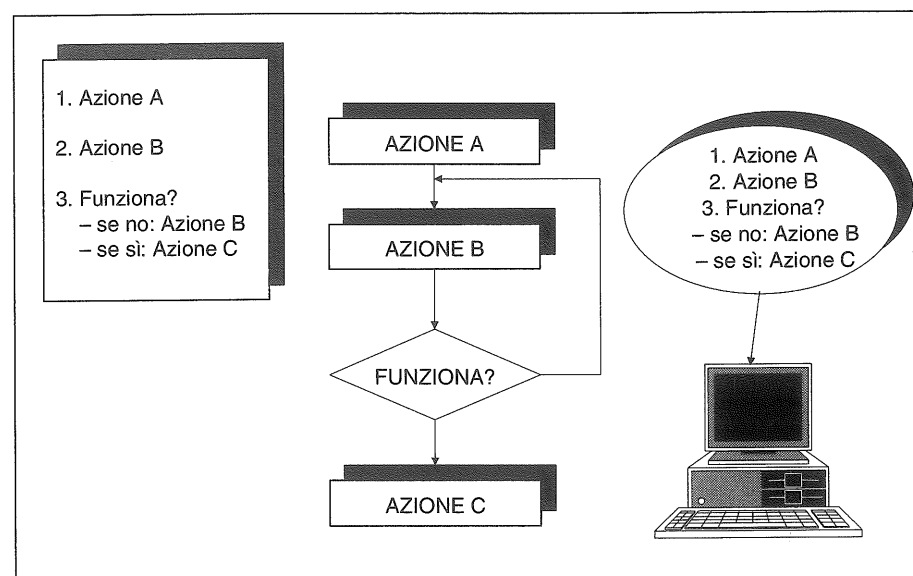 1. Azione A
2. Azione B
3. Funziona?
– se no: Azione B
– se sì: Azione C
AZIONE A
AZIONE B
FUNZIONA?
AZIONE C
1. Azione A
2. Azione B
3. Funziona?
– se no: Azione B
– se sì: Azione C